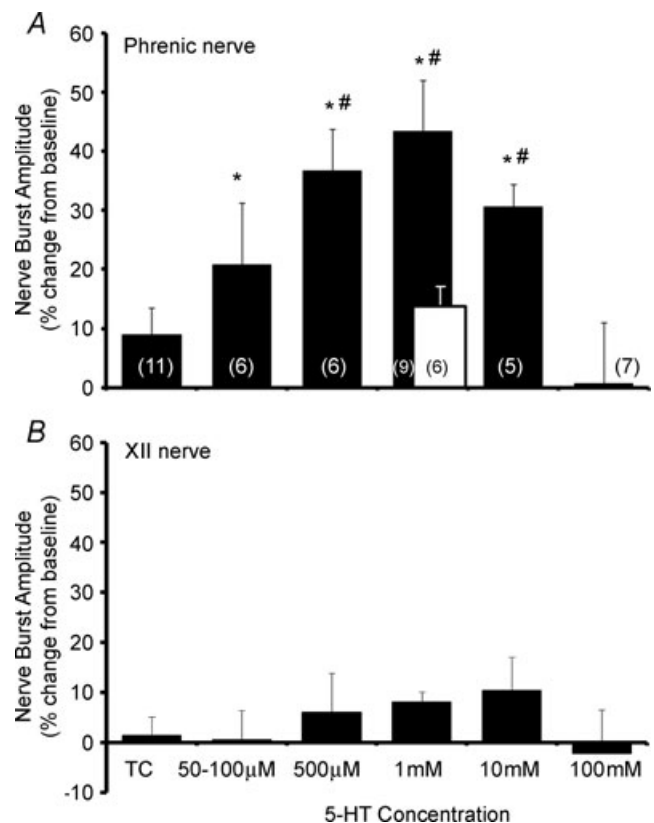 A
Phrenic nerve
Nerve Burst Amplitude
(% change from baseline)
60
50
40
30
20
10
0
*
* #
* #
* #
(11)
(6)
(6)
(9)
(6)
(5)
(7)
B
XII nerve
Nerve Burst Amplitude
(% change from baseline)
60
50
40
30
20
10
0
-10
TC 50-100µM 500µM 1mM 10mM 100mM
5-HT Concentration